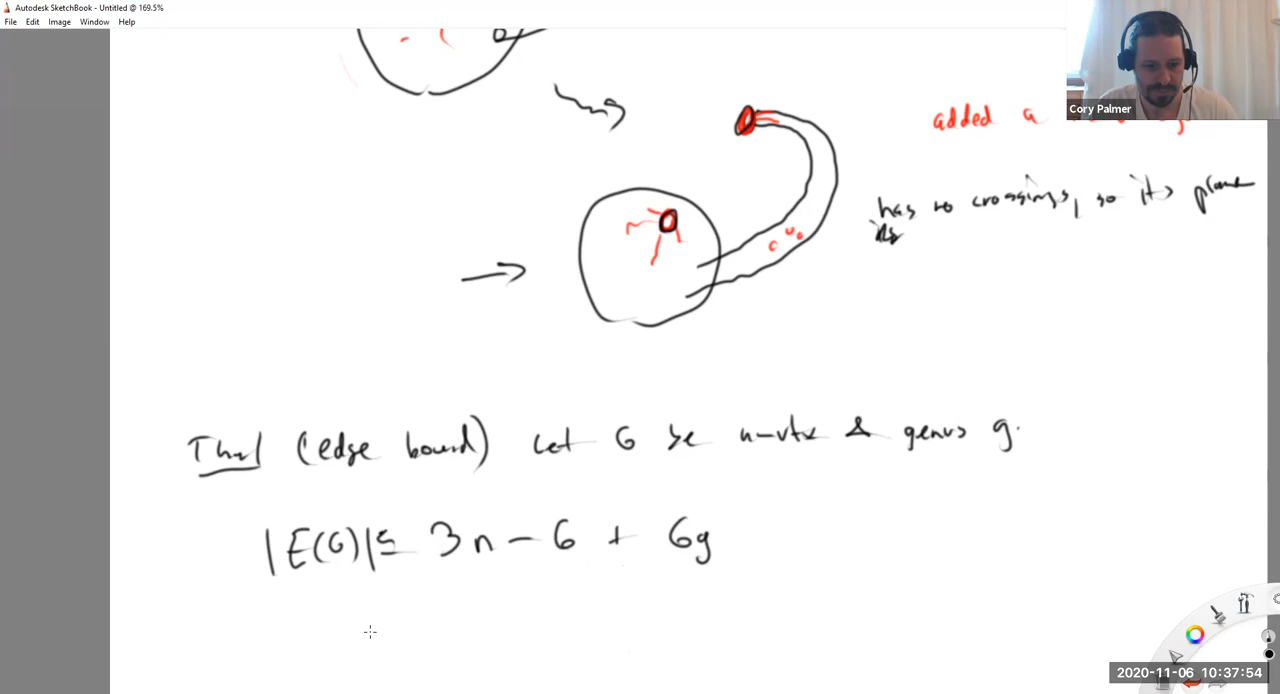 Autodesk SketchBook - Untitled @ 169.5%
File Edit Image Window Help
Cory Palmer
added a
has no crossings, so it's plane
Thm (edge bound) Let G be n-vtx & genus g.
|E(G)| ≤ 3n - 6 + 6g
2020-11-06 10:37:54